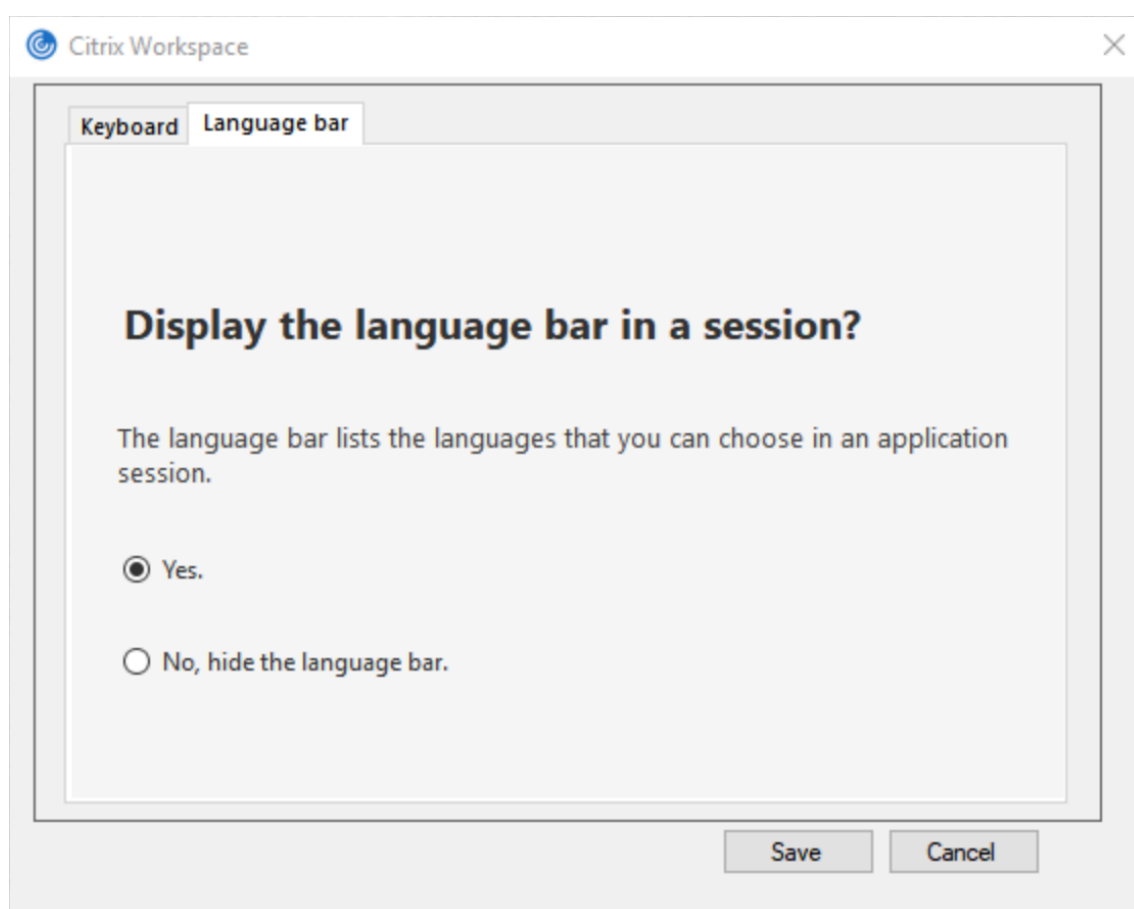 Citrix Workspace
Keyboard Language bar
Display the language bar in a session?
The language bar lists the languages that you can choose in an application
session.
Yes.
No, hide the language bar.
Save Cancel